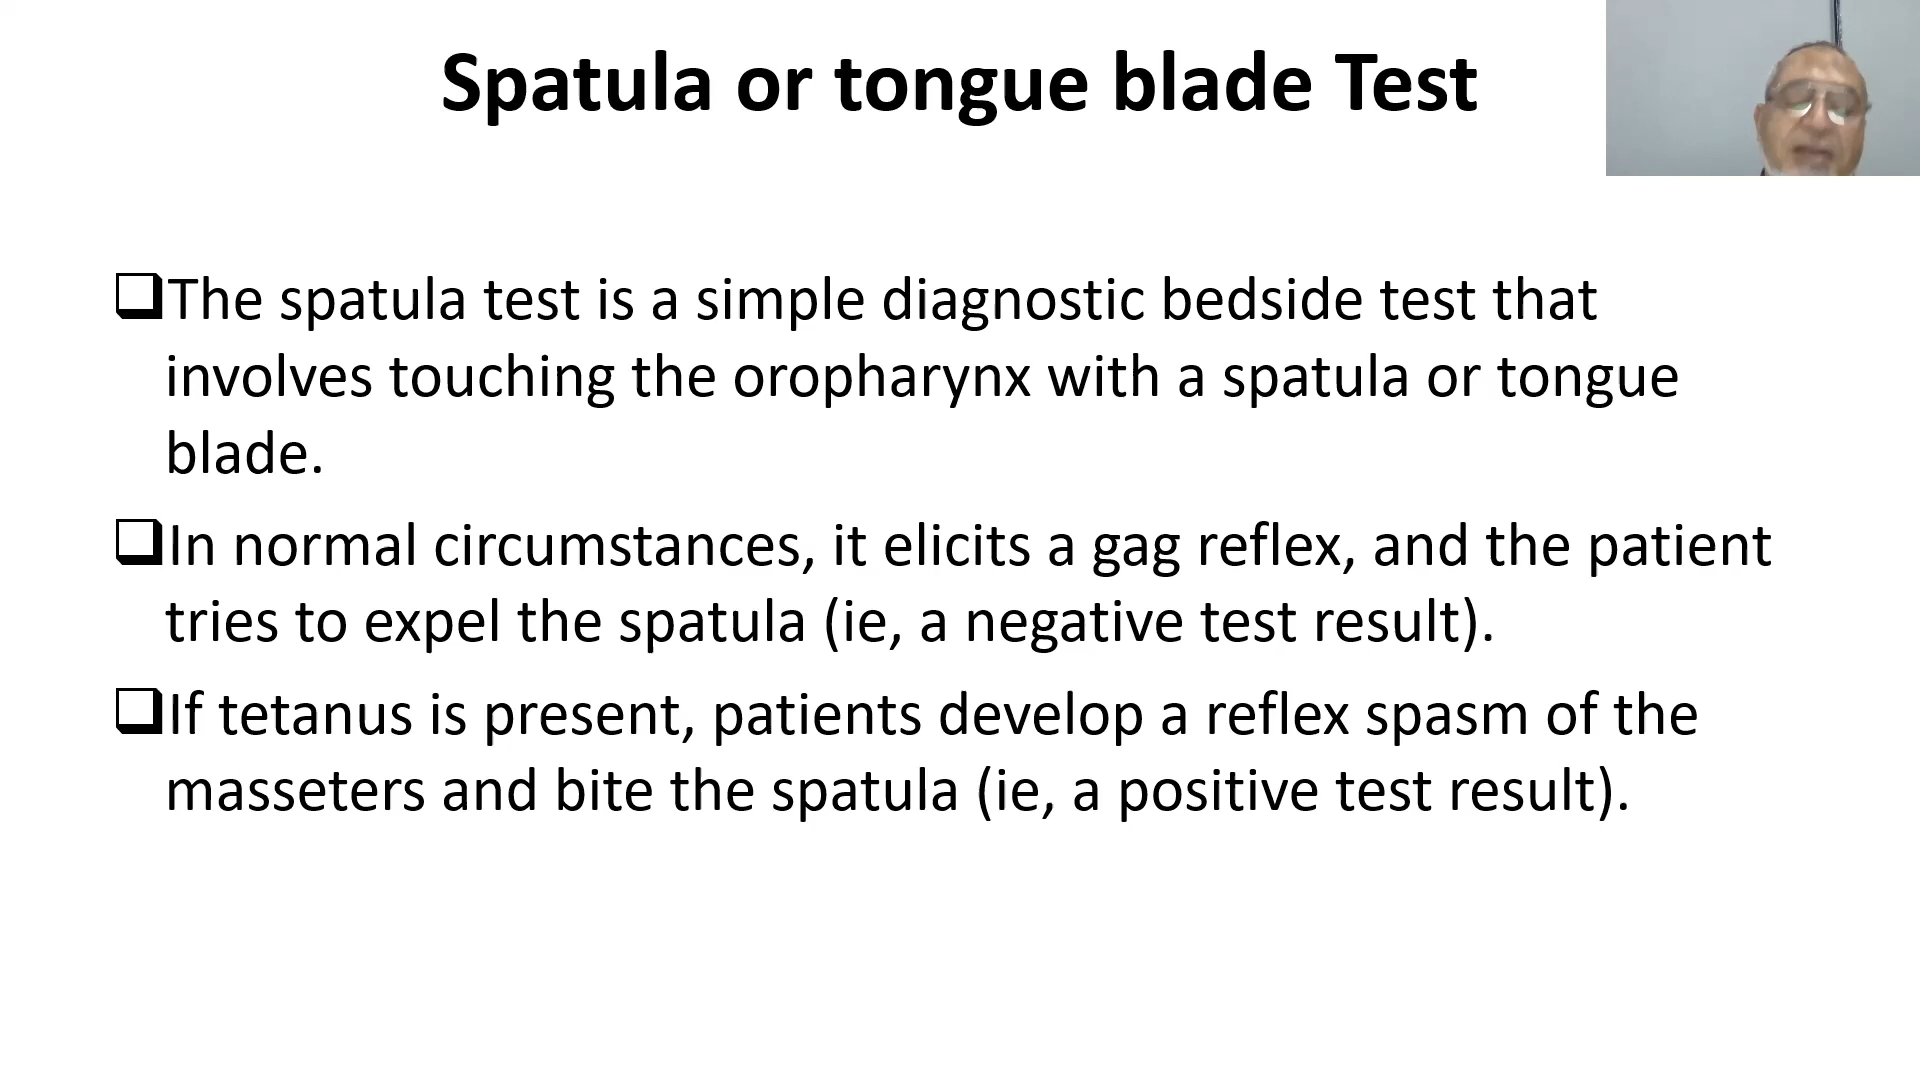 Spatula or tongue blade Test
❑The spatula test is a simple diagnostic bedside test that
involves touching the oropharynx with a spatula or tongue
blade.
❑In normal circumstances, it elicits a gag reflex, and the patient
tries to expel the spatula (ie, a negative test result).
❑If tetanus is present, patients develop a reflex spasm of the
masseters and bite the spatula (ie, a positive test result).